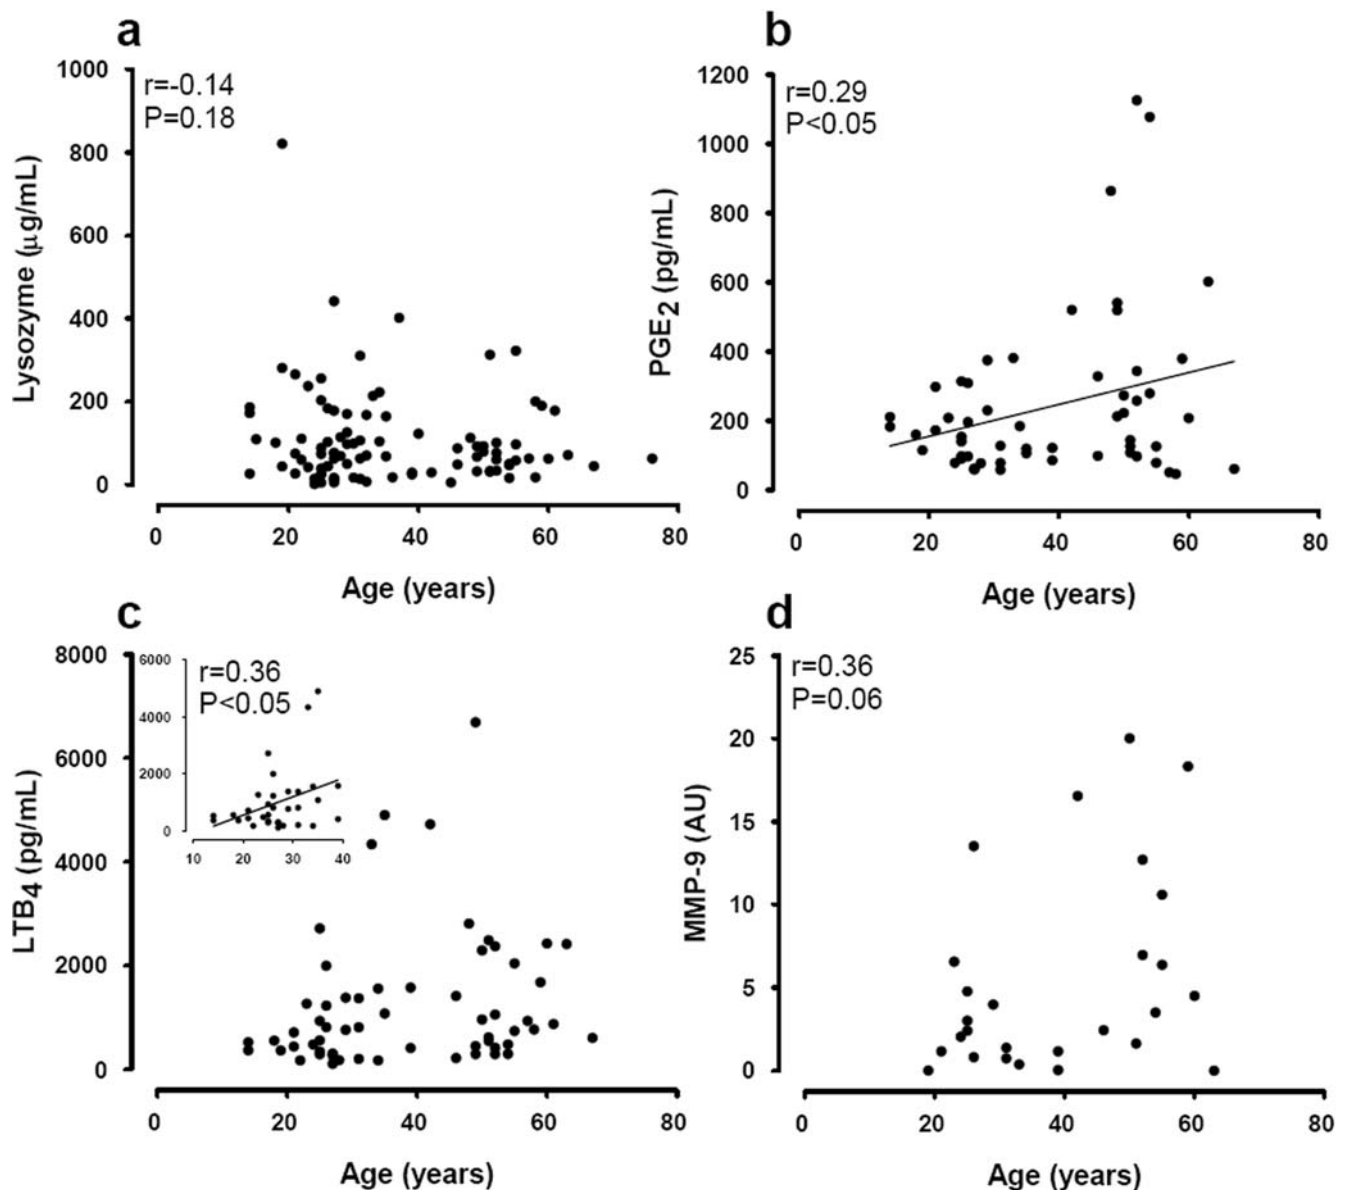 a
r=-0.14
P=0.18
Lysozyme (µg/mL)
1000
800
600
400
200
0
0 20 40 60 80
Age (years)
b
r=0.29
P<0.05
PGE2 (pg/mL)
1200
1000
800
600
400
200
0
0 20 40 60 80
Age (years)
c
r=0.36
P<0.05
LTB4 (pg/mL)
8000
6000
4000
2000
0
6000
4000
2000
0
10 20 30 40
0 20 40 60 80
Age (years)
d
r=0.36
P=0.06
MMP-9 (AU)
25
20
15
10
5
0
0 20 40 60 80
Age (years)